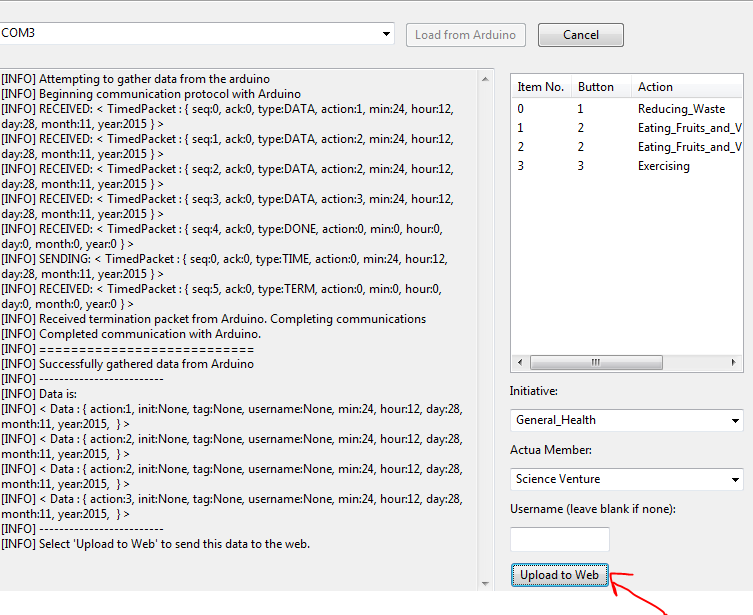 COM3
Load from Arduino
Cancel
[INFO] Attempting to gather data from the arduino
[INFO] Beginning communication protocol with Arduino
[INFO] RECEIVED: < TimedPacket : { seq:0, ack:0, type:DATA, action:1, min:24, hour:12,
day:28, month:11, year:2015 } >
[INFO] RECEIVED: < TimedPacket : { seq:1, ack:0, type:DATA, action:2, min:24, hour:12,
day:28, month:11, year:2015 } >
[INFO] RECEIVED: < TimedPacket : { seq:2, ack:0, type:DATA, action:2, min:24, hour:12,
day:28, month:11, year:2015 } >
[INFO] RECEIVED: < TimedPacket : { seq:3, ack:0, type:DATA, action:3, min:24, hour:12,
day:28, month:11, year:2015 } >
[INFO] RECEIVED: < TimedPacket : { seq:4, ack:0, type:DONE, action:0, min:0, hour:0,
day:0, month:0, year:0 } >
[INFO] SENDING: < TimedPacket : { seq:0, ack:0, type:TIME, action:0, min:24, hour:12,
day:28, month:11, year:2015 } >
[INFO] RECEIVED: < TimedPacket : { seq:5, ack:0, type:TERM, action:0, min:0, hour:0,
day:0, month:0, year:0 } >
[INFO] Received termination packet from Arduino. Completing communications
[INFO] Completed communication with Arduino.
[INFO] ===========================
[INFO] Successfully gathered data from Arduino
[INFO] -------------------------
[INFO] Data is:
[INFO] < Data : { action:1, init:None, tag:None, username:None, min:24, hour:12, day:28,
month:11, year:2015,  } >
[INFO] < Data : { action:2, init:None, tag:None, username:None, min:24, hour:12, day:28,
month:11, year:2015,  } >
[INFO] < Data : { action:2, init:None, tag:None, username:None, min:24, hour:12, day:28,
month:11, year:2015,  } >
[INFO] < Data : { action:3, init:None, tag:None, username:None, min:24, hour:12, day:28,
month:11, year:2015,  } >
[INFO] -------------------------
[INFO] Select 'Upload to Web' to send this data to the web.
Item No. Button Action
0 1 Reducing_Waste
1 2 Eating_Fruits_and_V
2 2 Eating_Fruits_and_V
3 3 Exercising
Initiative:
General_Health
Actua Member:
Science Venture
Username (leave blank if none):
Upload to Web